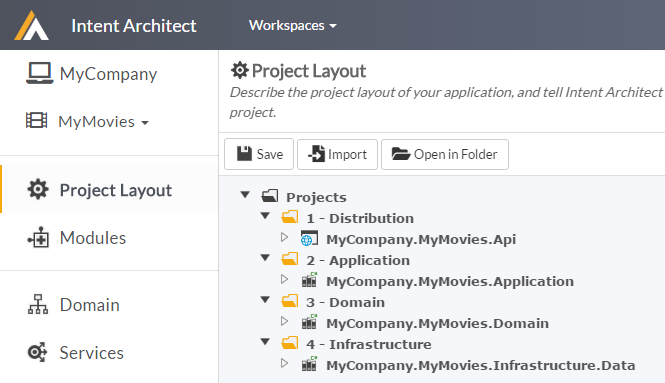 Intent Architect
Workspaces
MyCompany
MyMovies
Project Layout
Modules
Domain
Services
Project Layout
Describe the project layout of your application, and tell Intent Architect
project.
Save
Import
Open in Folder
Projects
1 - Distribution
MyCompany.MyMovies.Api
2 - Application
MyCompany.MyMovies.Application
3 - Domain
MyCompany.MyMovies.Domain
4 - Infrastructure
MyCompany.MyMovies.Infrastructure.Data